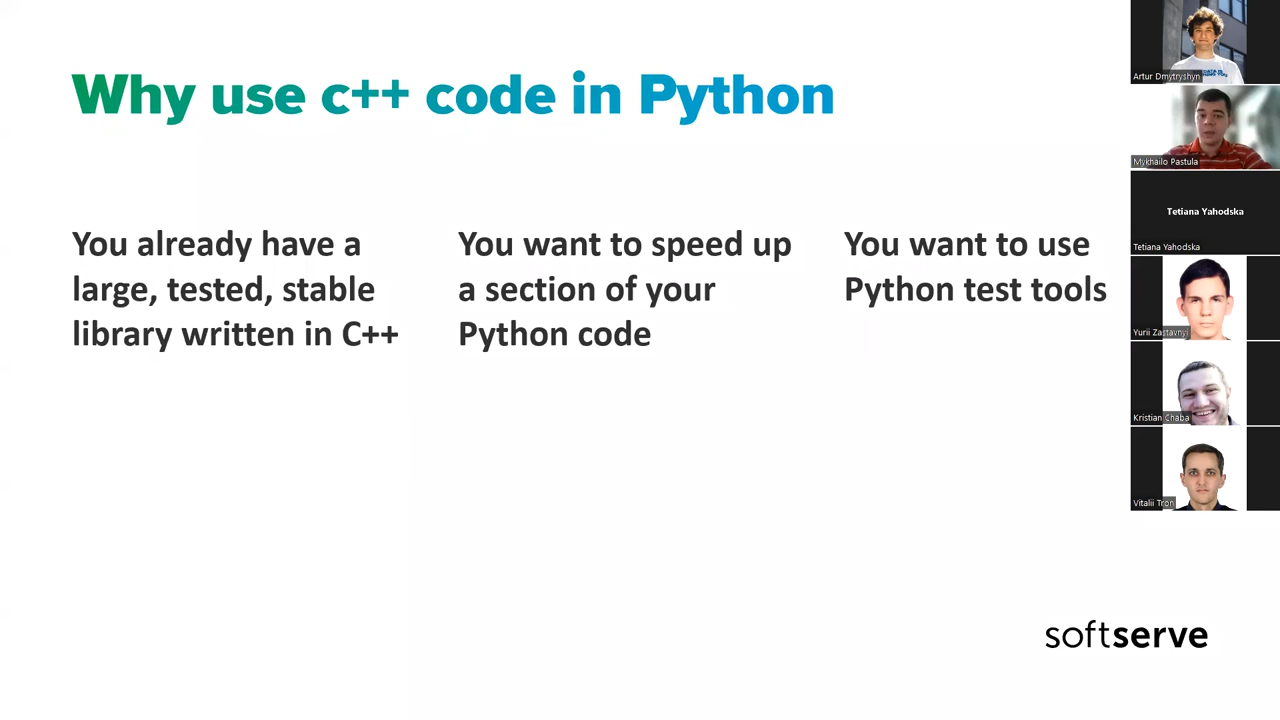 Why use c++ code in Python
You already have a
large, tested, stable
library written in C++
You want to speed up
a section of your
Python code
You want to use
Python test tools
softserve
Artur Dmytryshyn
Mykhailo Pastula
Tetiana Yahodska
Tetiana Yahodska
Yurii Zastavnyi
Kristian Chaba
Vitalii Tron